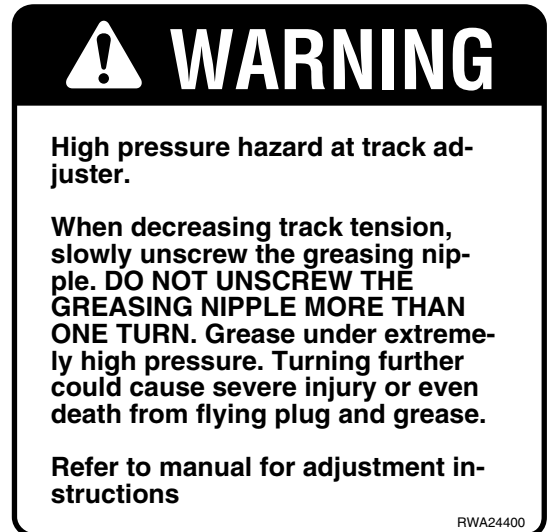 WARNING
High pressure hazard at track ad-
juster.
When decreasing track tension,
slowly unscrew the greasing nip-
ple. DO NOT UNSCREW THE
GREASING NIPPLE MORE THAN
ONE TURN. Grease under extreme-
ly high pressure. Turning further
could cause severe injury or even
death from flying plug and grease.
Refer to manual for adjustment in-
structions
RWA24400